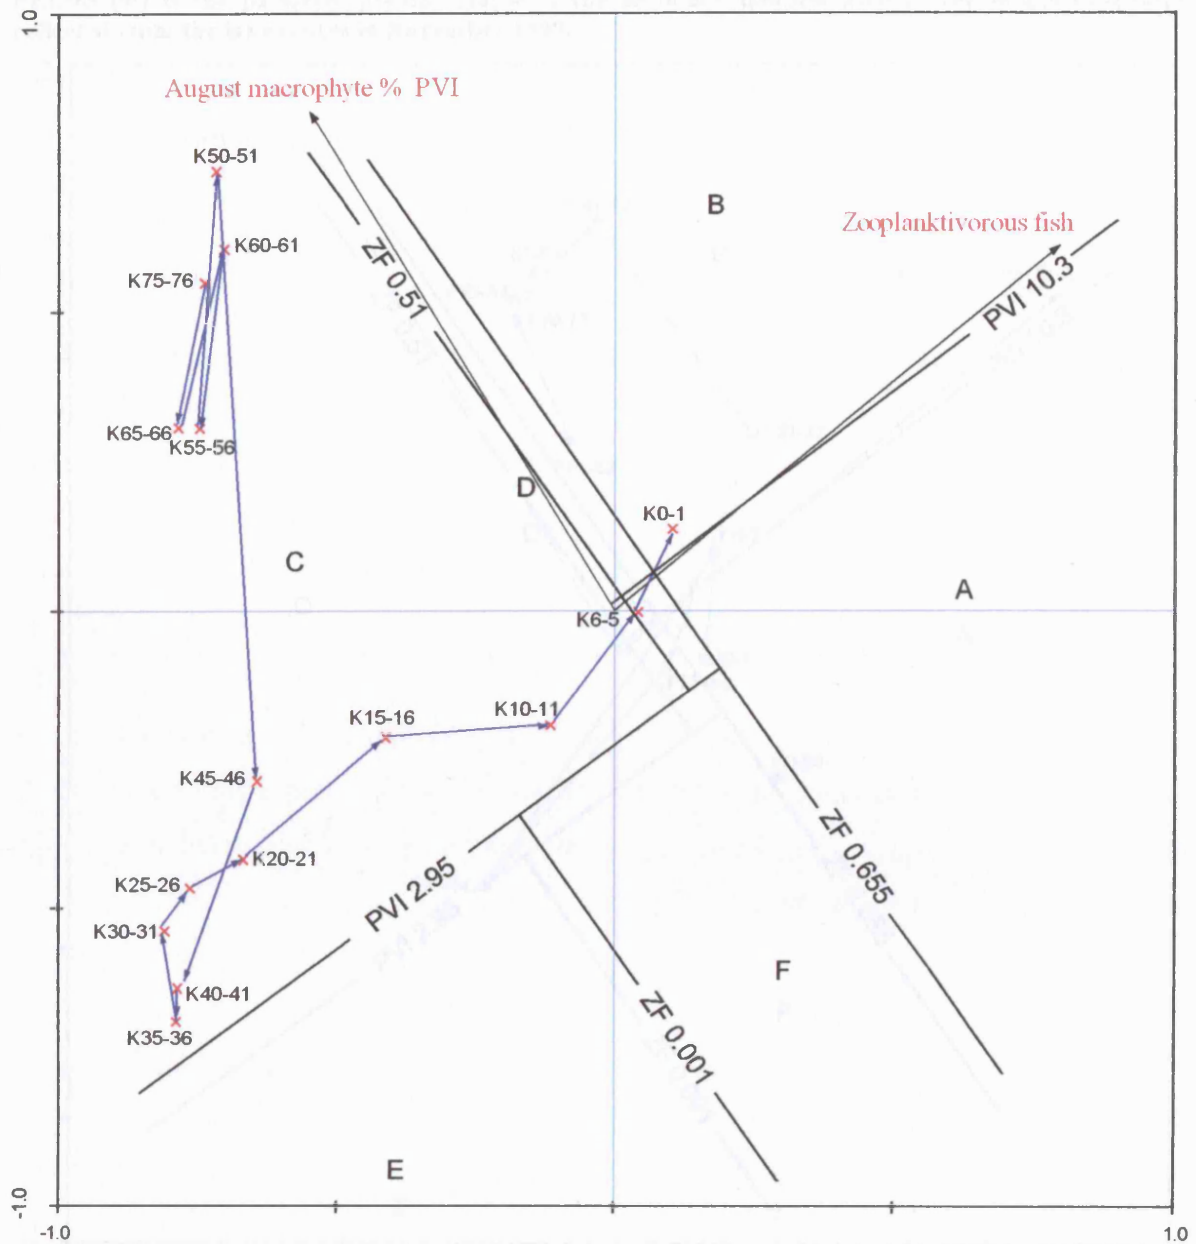 1.0
August macrophyte % PVI
K50-51
B
Zooplanktivorous fish
K60-61
ZF 0.51
K75-76
PVI 10.3
K65-66
K55-56
D
K0-1
C
A
K6-5
K15-16
K10-11
K45-46
ZF 0.655
K20-21
K25-26
PVI 2.95
K30-31
F
K40-41
K35-36
ZF 0.001
E
-1.0
-1.0
1.0